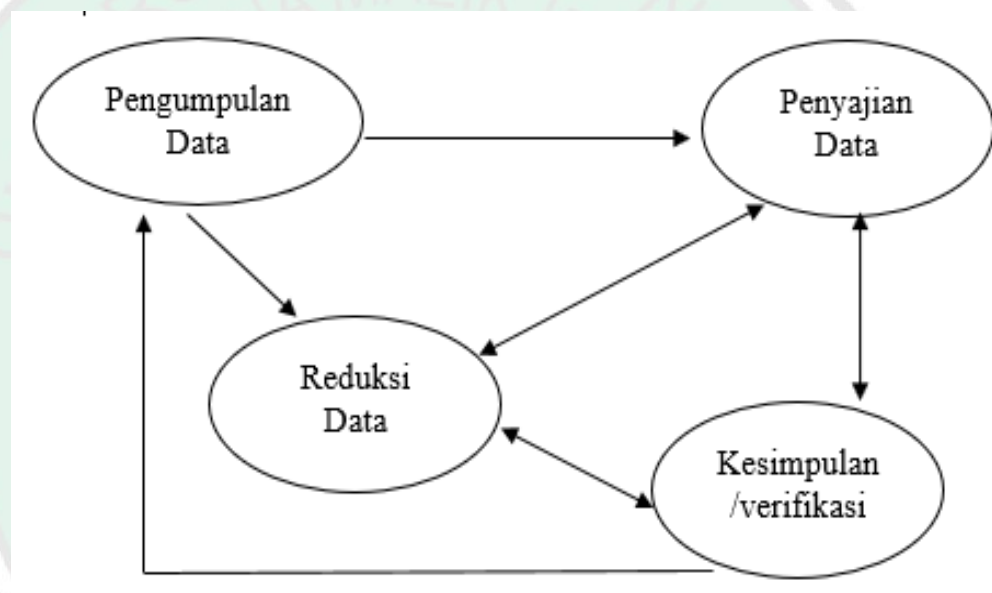 Pengumpulan
Data
Penyajian
Data
Reduksi
Data
Kesimpulan
/verifikasi